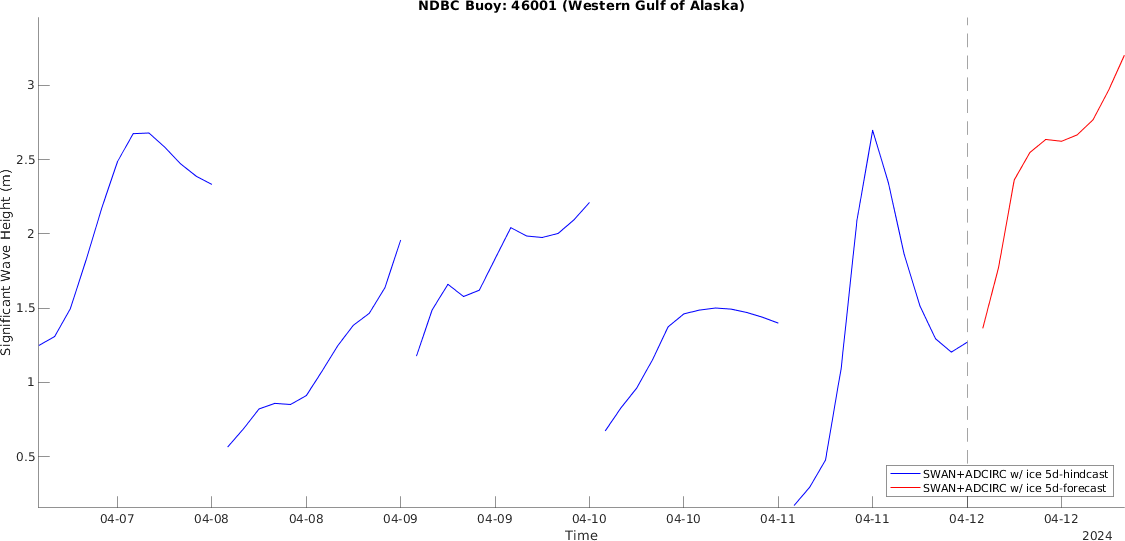 NDBC Buoy: 46001 (Western Gulf of Alaska)
Significant Wave Height (m)
3
2.5
2
1.5
1
0.5
SWAN+ADCIRC w/ ice 5d-hindcast
SWAN+ADCIRC w/ ice 5d-forecast
04-07 04-08 04-08 04-09 04-09 04-10 04-10 04-11 04-11 04-12 04-12
Time
2024